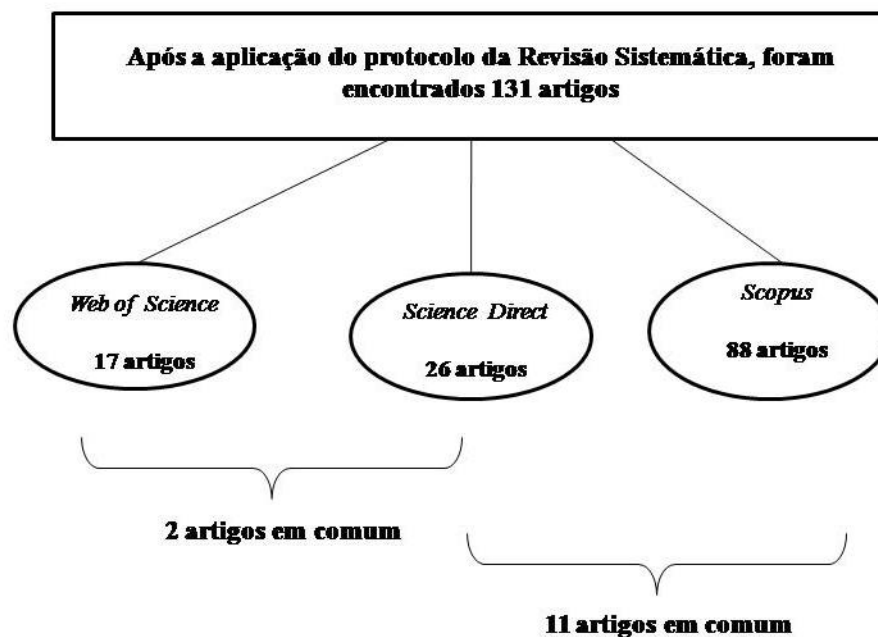 Após a aplicação do protocolo da Revisão Sistemática, foram
encontrados 131 artigos
Web of Science
17 artigos
Science Direct
26 artigos
Scopus
88 artigos
2 artigos em comum
11 artigos em comum